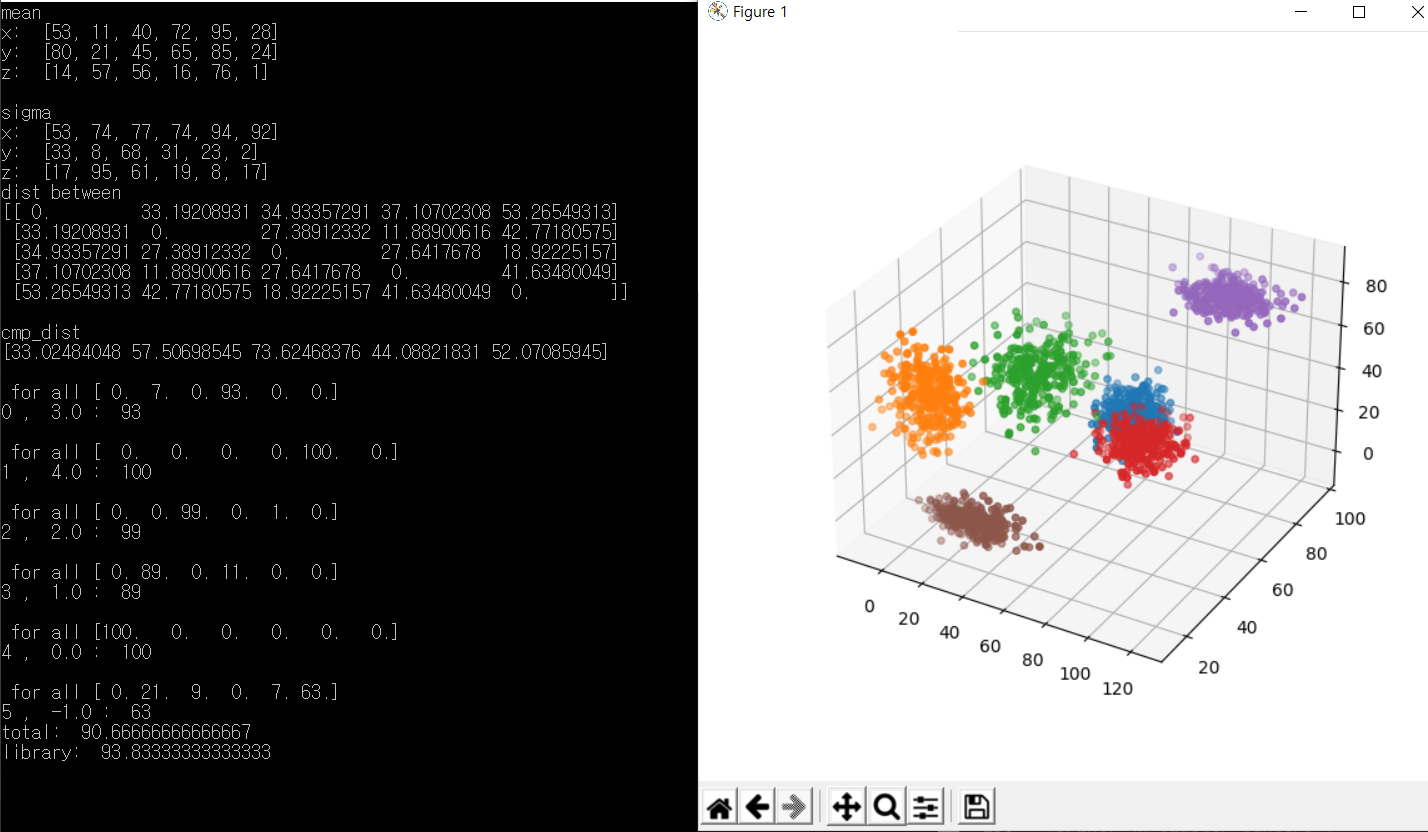 mean
x:  [53, 11, 40, 72, 95, 28]
y:  [80, 21, 45, 65, 85, 24]
z:  [14, 57, 56, 16, 76, 1]
sigma
x:  [53, 74, 77, 74, 94, 92]
y:  [33, 8, 68, 31, 23, 2]
z:  [17, 95, 61, 19, 8, 17]
dist between
[[ 0.         33.19208931 34.93357291 37.10702308 53.26549313]
 [33.19208931  0.         27.38912332 11.88900616 42.77180575]
 [34.93357291 27.38912332  0.         27.6417678  18.92225157]
 [37.10702308 11.88900616 27.6417678   0.         41.63480049]
 [53.26549313 42.77180575 18.92225157 41.63480049  0.        ]]
cmp_dist
[33.02484048 57.50698545 73.62468376 44.08821831 52.07085945]
 for all [ 0.  7.  0. 93.  0.  0.]
0 ,  3.0 :  93
 for all [  0.   0.   0.   0. 100.   0.]
1 ,  4.0 :  100
 for all [ 0.  0. 99.  0.  1.  0.]
2 ,  2.0 :  99
 for all [ 0. 89.  0. 11.  0.  0.]
3 ,  1.0 :  89
 for all [100.   0.   0.   0.   0.   0.]
4 ,  0.0 :  100
 for all [ 0. 21.  9.  0.  7. 63.]
5 ,  -1.0 :  63
total:  90.66666666666667
library:  93.83333333333333
Figure 1
80
60
40
20
0
100
80
60
40
20
0
20
40
60
80
100
120